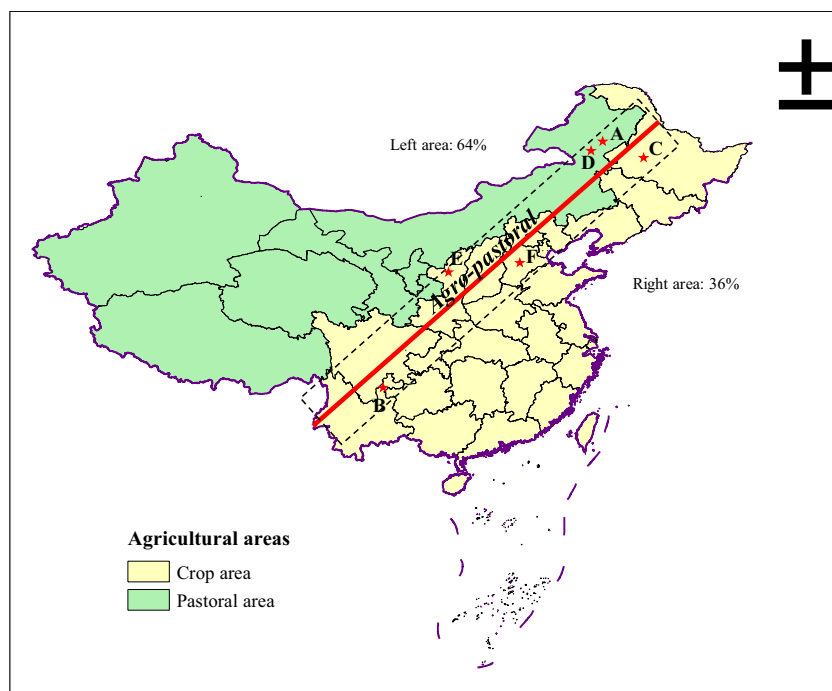 Left area: 64%
A
D
C
Agro-pastoral
E
F
Right area: 36%
B
Agricultural areas
Crop area
Pastoral area